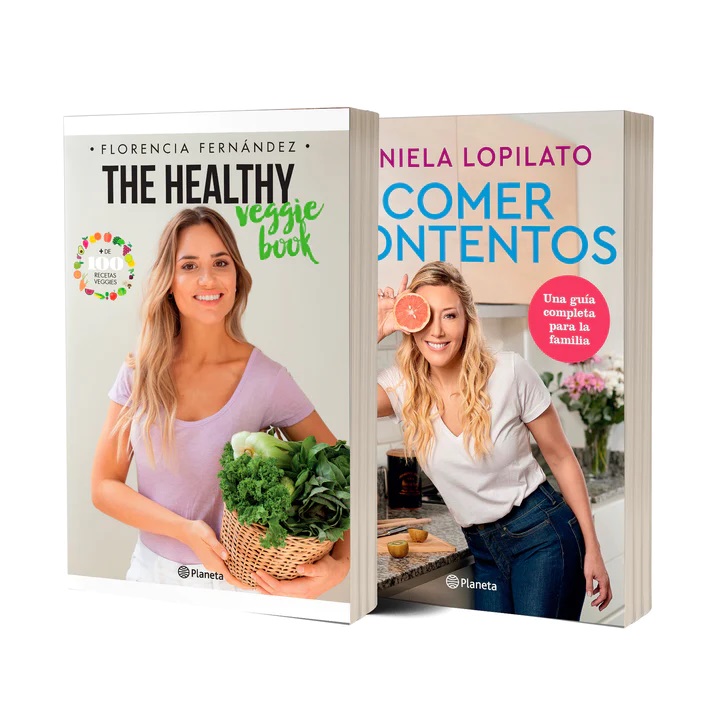 • FLORENCIA FERNÁNDEZ •
THE HEALTHY
veggie
book
+ DE
100
RECETAS
VEGGIES
Planeta
NIELA LOPILATO
COMER
ONTENTOS
Una guía
completa
para la
familia
Planeta